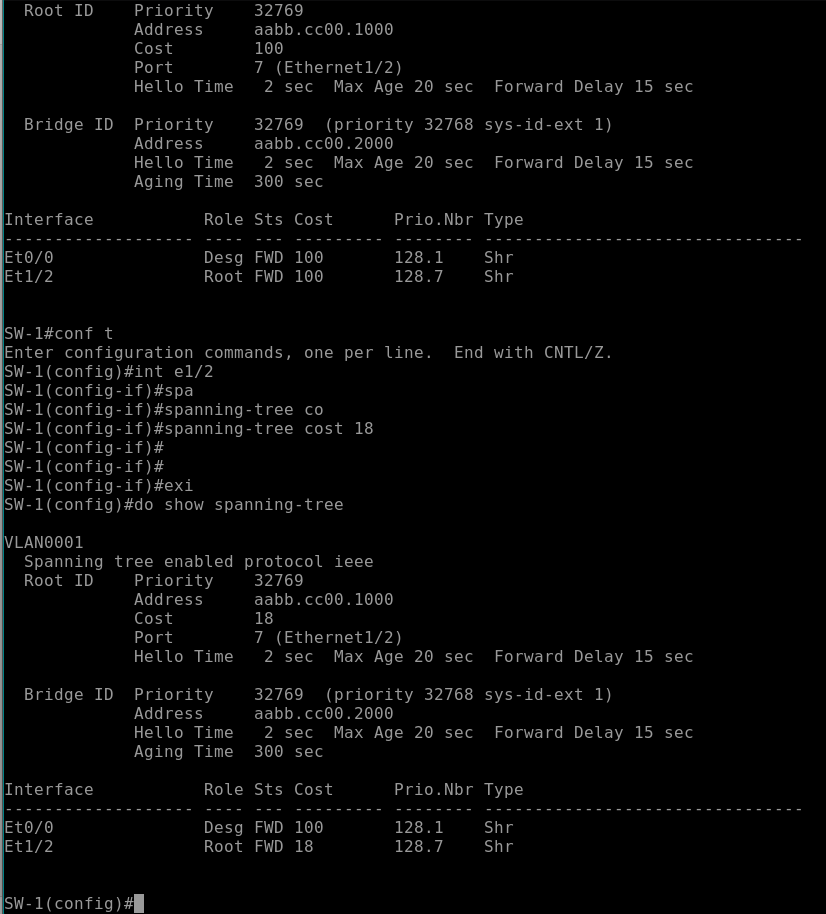 Root ID    Priority    32769
             Address     aabb.cc00.1000
             Cost        100
             Port        7 (Ethernet1/2)
             Hello Time   2 sec  Max Age 20 sec  Forward Delay 15 sec
  Bridge ID  Priority    32769  (priority 32768 sys-id-ext 1)
             Address     aabb.cc00.2000
             Hello Time   2 sec  Max Age 20 sec  Forward Delay 15 sec
             Aging Time  300 sec
Interface           Role Sts Cost      Prio.Nbr Type
------------------- ---- --- --------- -------- --------------------------------
Et0/0               Desg FWD 100       128.1    Shr
Et1/2               Root FWD 100       128.7    Shr
SW-1#conf t
Enter configuration commands, one per line.  End with CNTL/Z.
SW-1(config)#int e1/2
SW-1(config-if)#spa
SW-1(config-if)#spanning-tree co
SW-1(config-if)#spanning-tree cost 18
SW-1(config-if)#
SW-1(config-if)#
SW-1(config-if)#exi
SW-1(config)#do show spanning-tree
VLAN0001
  Spanning tree enabled protocol ieee
  Root ID    Priority    32769
             Address     aabb.cc00.1000
             Cost        18
             Port        7 (Ethernet1/2)
             Hello Time   2 sec  Max Age 20 sec  Forward Delay 15 sec
  Bridge ID  Priority    32769  (priority 32768 sys-id-ext 1)
             Address     aabb.cc00.2000
             Hello Time   2 sec  Max Age 20 sec  Forward Delay 15 sec
             Aging Time  300 sec
Interface           Role Sts Cost      Prio.Nbr Type
------------------- ---- --- --------- -------- --------------------------------
Et0/0               Desg FWD 100       128.1    Shr
Et1/2               Root FWD 18        128.7    Shr
SW-1(config)#